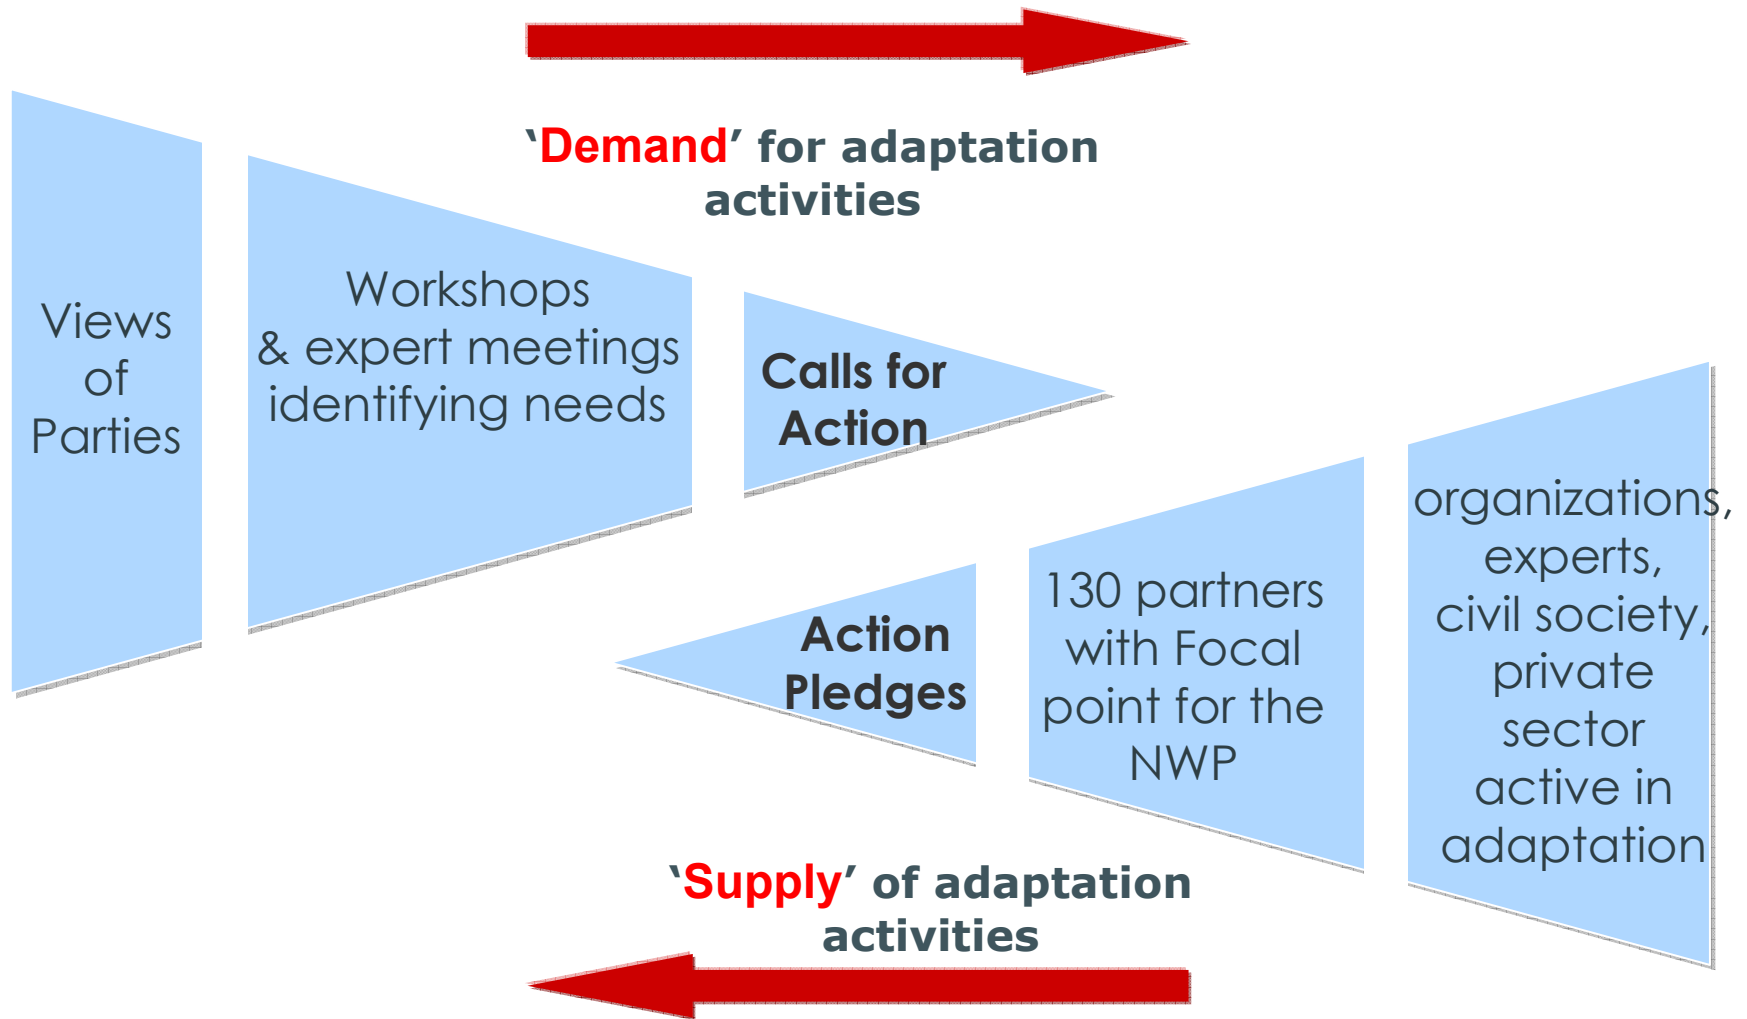 ‘Demand’ for adaptation
activities
Views
of
Parties
Workshops
& expert meetings
identifying needs
Calls for
Action
Action
Pledges
130 partners
with Focal
point for the
NWP
organizations,
experts,
civil society,
private
sector
active in
adaptation
‘Supply’ of adaptation
activities